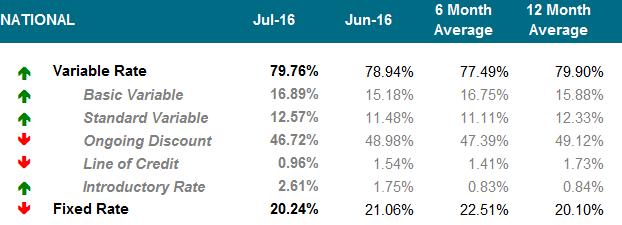 NATIONAL Jul-16 Jun-16 6 Month Average 12 Month Average
Variable Rate 79.76% 78.94% 77.49% 79.90%
Basic Variable 16.89% 15.18% 16.75% 15.88%
Standard Variable 12.57% 11.48% 11.11% 12.33%
Ongoing Discount 46.72% 48.98% 47.39% 49.12%
Line of Credit 0.96% 1.54% 1.41% 1.73%
Introductory Rate 2.61% 1.75% 0.83% 0.84%
Fixed Rate 20.24% 21.06% 22.51% 20.10%